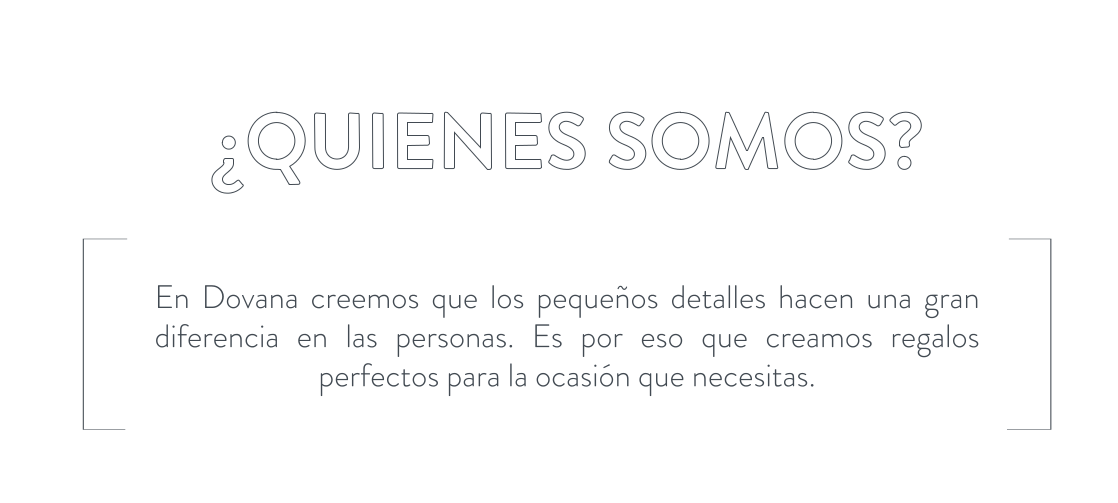 ¿QUIENES SOMOS?
En Dovana creemos que los pequeños detalles hacen una gran
diferencia en las personas. Es por eso que creamos regalos
perfectos para la ocasión que necesitas.